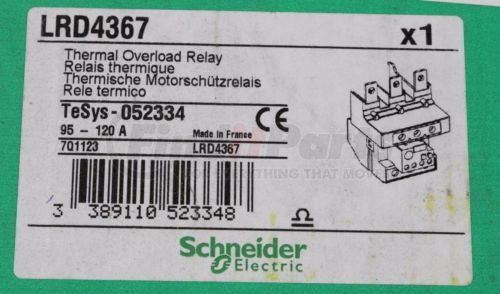 LRD4367
x1
Thermal Overload Relay
Relais thermique
Thermische Motorschützrelais
Rele termico
TeSys - 052334
CE
95 - 120 A
Made in France
701123
LRD4367
3 389110 523348
Schneider
Electric